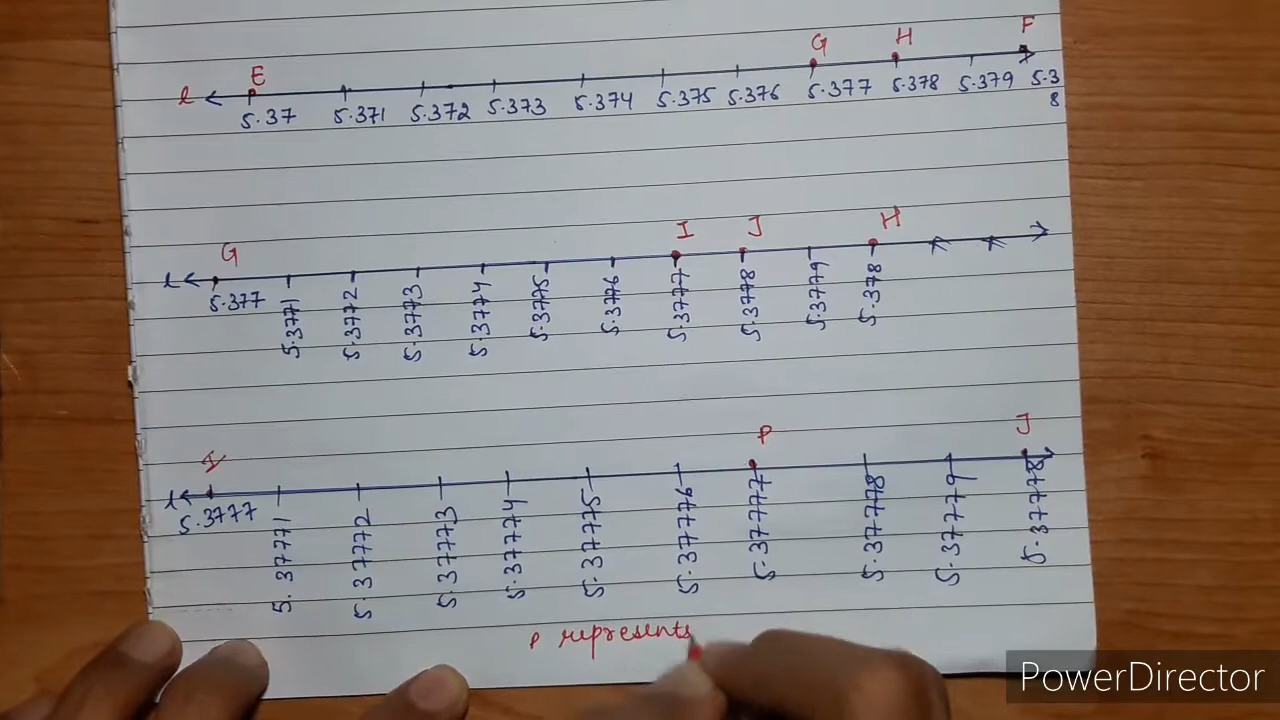 E G H F
l 5.37 5.371 5.372 5.373 5.374 5.375 5.376 5.377 5.378 5.379 5.38
G I J H
l 5.377 5.3771 5.3772 5.3773 5.3774 5.3775 5.3776 5.3777 5.3778 5.3779 5.378
I P J
l 5.3777 5.37771 5.37772 5.37773 5.37774 5.37775 5.37776 5.37777 5.37778 5.37779 5.37778
P represents
PowerDirector